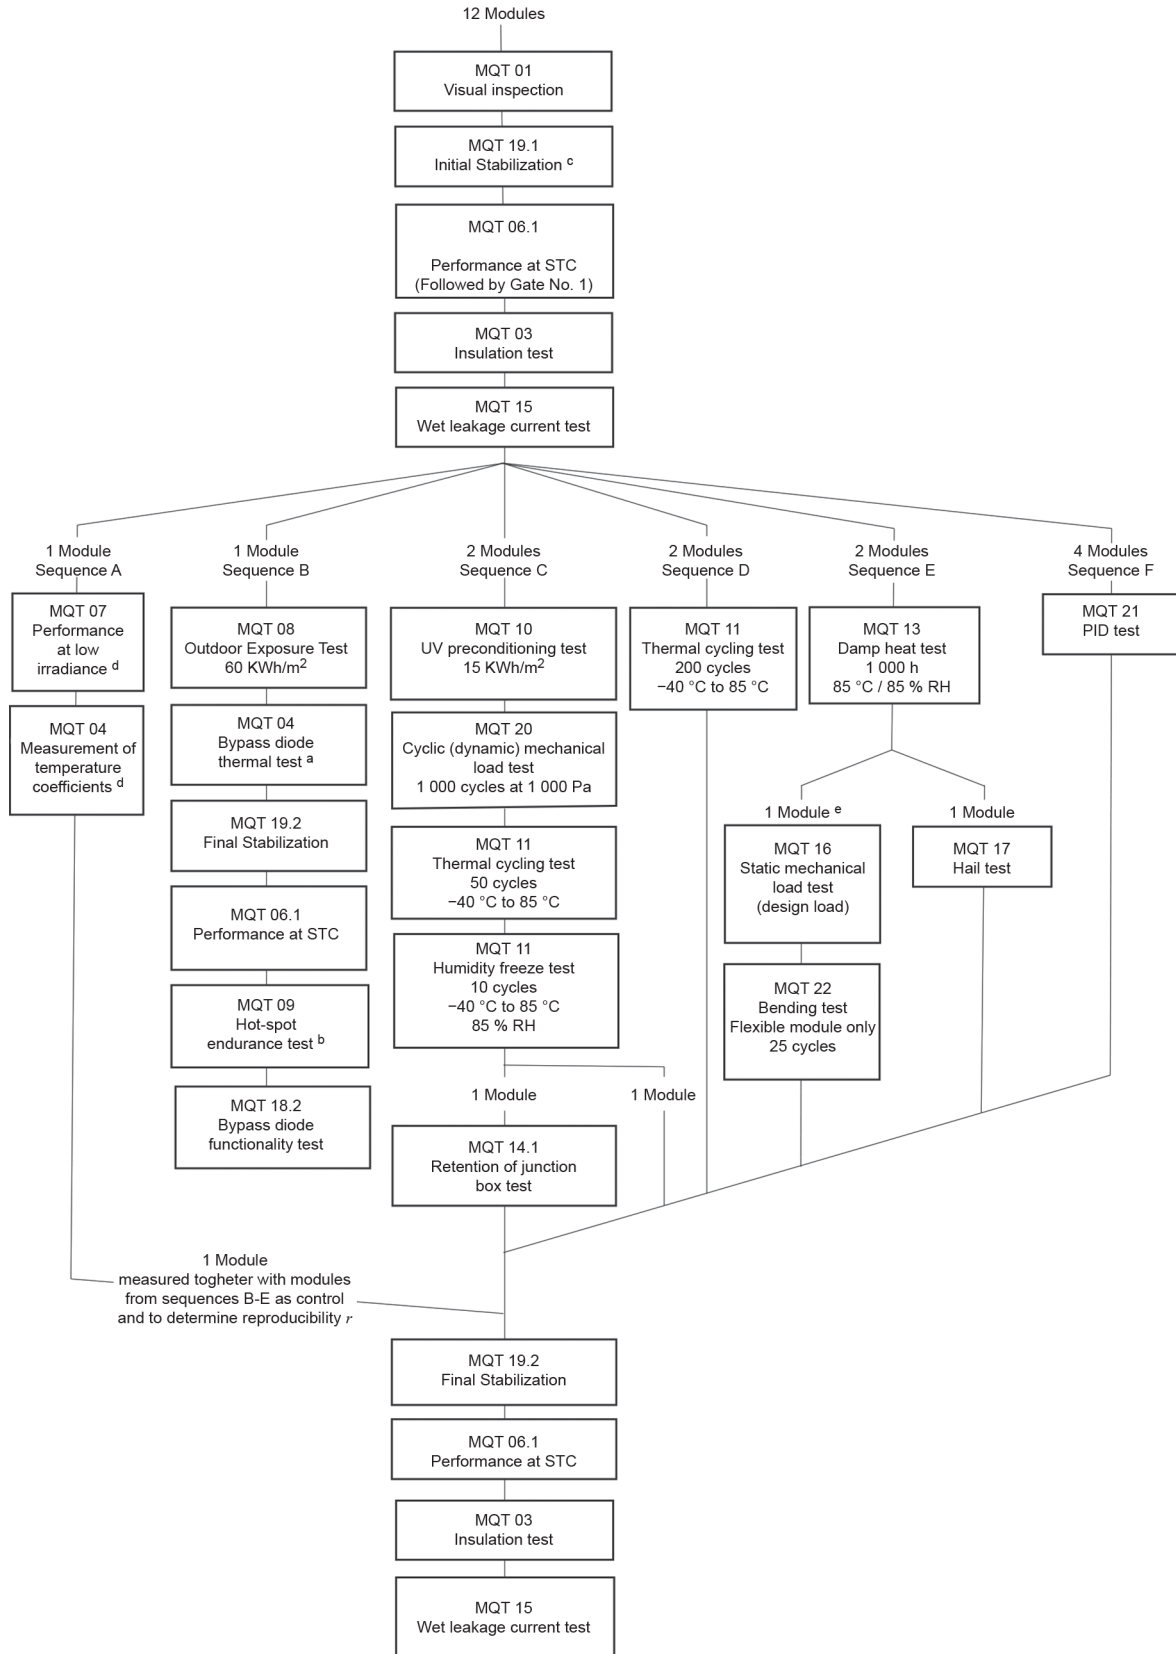 12 Modules
MQT 01
Visual inspection
MQT 19.1
Initial Stabilization c
MQT 06.1
Performance at STC
(Followed by Gate No. 1)
MQT 03
Insulation test
MQT 15
Wet leakage current test
1 Module
Sequence A
MQT 07
Performance
at low
irradiance d
MQT 04
Measurement of
temperature
coefficients d
1 Module
Sequence B
MQT 08
Outdoor Exposure Test
60 KWh/m2
MQT 04
Bypass diode
thermal test a
MQT 19.2
Final Stabilization
MQT 06.1
Performance at STC
MQT 09
Hot-spot
endurance test b
MQT 18.2
Bypass diode
functionality test
2 Modules
Sequence C
MQT 10
UV preconditioning test
15 KWh/m2
MQT 20
Cyclic (dynamic) mechanical
load test
1 000 cycles at 1 000 Pa
MQT 11
Thermal cycling test
50 cycles
−40 °C to 85 °C
MQT 11
Humidity freeze test
10 cycles
−40 °C to 85 °C
85 % RH
1 Module
1 Module
MQT 14.1
Retention of junction
box test
2 Modules
Sequence D
MQT 11
Thermal cycling test
200 cycles
−40 °C to 85 °C
2 Modules
Sequence E
MQT 13
Damp heat test
1 000 h
85 °C / 85 % RH
1 Module e
MQT 16
Static mechanical
load test
(design load)
MQT 22
Bending test
Flexible module only
25 cycles
1 Module
MQT 17
Hail test
4 Modules
Sequence F
MQT 21
PID test
1 Module
measured togheter with modules
from sequences B-E as control
and to determine reproducibility r
MQT 19.2
Final Stabilization
MQT 06.1
Performance at STC
MQT 03
Insulation test
MQT 15
Wet leakage current test